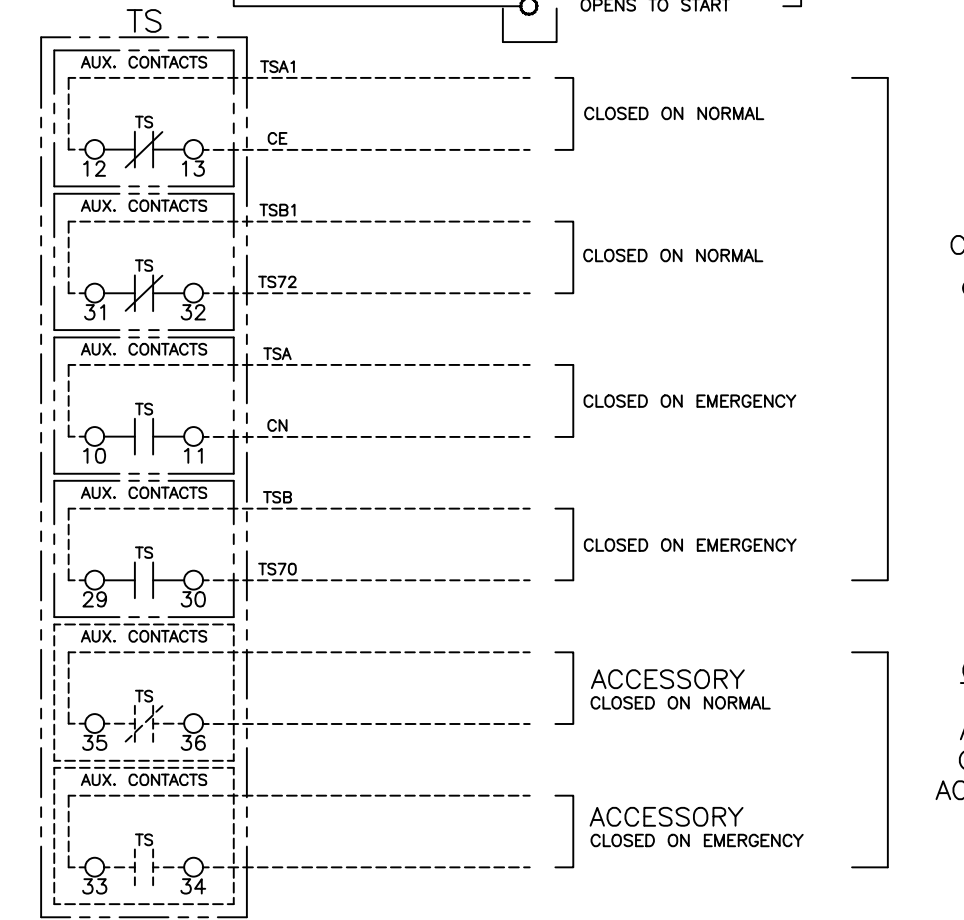 OPENS TO START
TS
AUX. CONTACTS
TSA1
CLOSED ON NORMAL
TS
CE
12
13
AUX. CONTACTS
TSB1
CLOSED ON NORMAL
TS
TS72
31
32
AUX. CONTACTS
TSA
CLOSED ON EMERGENCY
TS
CN
10
11
AUX. CONTACTS
TSB
CLOSED ON EMERGENCY
TS
TS70
29
30
AUX. CONTACTS
ACCESSORY
CLOSED ON NORMAL
TS
35
36
AUX. CONTACTS
ACCESSORY
CLOSED ON EMERGENCY
TS
33
34